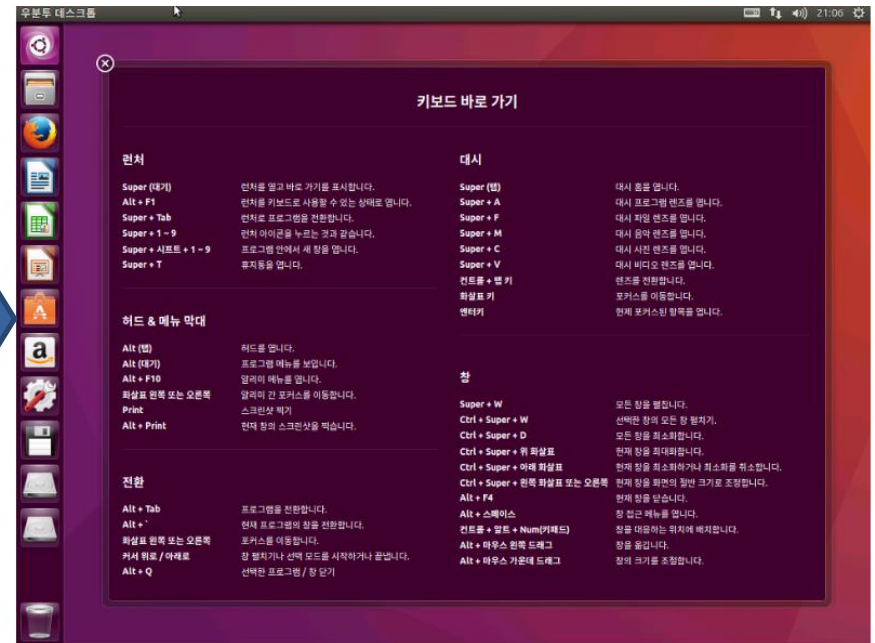 우분투 데스크톱
21:06
키보드 바로 가기
런처
Super (대기) 런처를 열고 바로 가기를 표시합니다.
Alt + F1 런처를 키보드로 사용할 수 있는 상태로 엽니다.
Super + Tab 런처로 프로그램을 전환합니다.
Super + 1 ~ 9 런처 아이콘을 누르는 것과 같습니다.
Super + 시프트 + 1 ~ 9 프로그램 안에서 새 창을 엽니다.
Super + T 휴지통을 엽니다.
허드 & 메뉴 막대
Alt (탭) 허드를 엽니다.
Alt (대기) 프로그램 메뉴를 보입니다.
Alt + F10 알리미 메뉴를 엽니다.
화살표 왼쪽 또는 오른쪽 알리미 간 포커스를 이동합니다.
Print 스크린샷 찍기
Alt + Print 현재 창의 스크린샷을 찍습니다.
전환
Alt + Tab 프로그램을 전환합니다.
Alt + ` 현재 프로그램의 창을 전환합니다.
화살표 왼쪽 또는 오른쪽 포커스를 이동합니다.
커서 위로 / 아래로 창 펼치기나 선택 모드를 시작하거나 끝냅니다.
Alt + Q 선택한 프로그램 / 창 닫기
대시
Super (탭) 대시 홈을 엽니다.
Super + A 대시 프로그램 렌즈를 엽니다.
Super + F 대시 파일 렌즈를 엽니다.
Super + M 대시 음악 렌즈를 엽니다.
Super + C 대시 사진 렌즈를 엽니다.
Super + V 대시 비디오 렌즈를 엽니다.
컨트롤 + 탭 키 렌즈를 전환합니다.
화살표 키 포커스를 이동합니다.
엔터키 현재 포커스된 항목을 엽니다.
창
Super + W 모든 창을 펼칩니다.
Ctrl + Super + W 선택한 창의 모든 창 펼치기.
Ctrl + Super + D 모든 창을 최소화합니다.
Ctrl + Super + 위 화살표 현재 창을 최대화합니다.
Ctrl + Super + 아래 화살표 현재 창을 최소화하거나 최소화를 취소합니다.
Ctrl + Super + 왼쪽 화살표 또는 오른쪽 현재 창을 화면의 절반 크기로 조정합니다.
Alt + F4 현재 창을 닫습니다.
Alt + 스페이스 창 접근 메뉴를 엽니다.
컨트롤 + 알트 + Num(키패드) 창을 대응하는 위치에 배치합니다.
Alt + 마우스 왼쪽 드래그 창을 옮깁니다.
Alt + 마우스 가운데 드래그 창의 크기를 조절합니다.